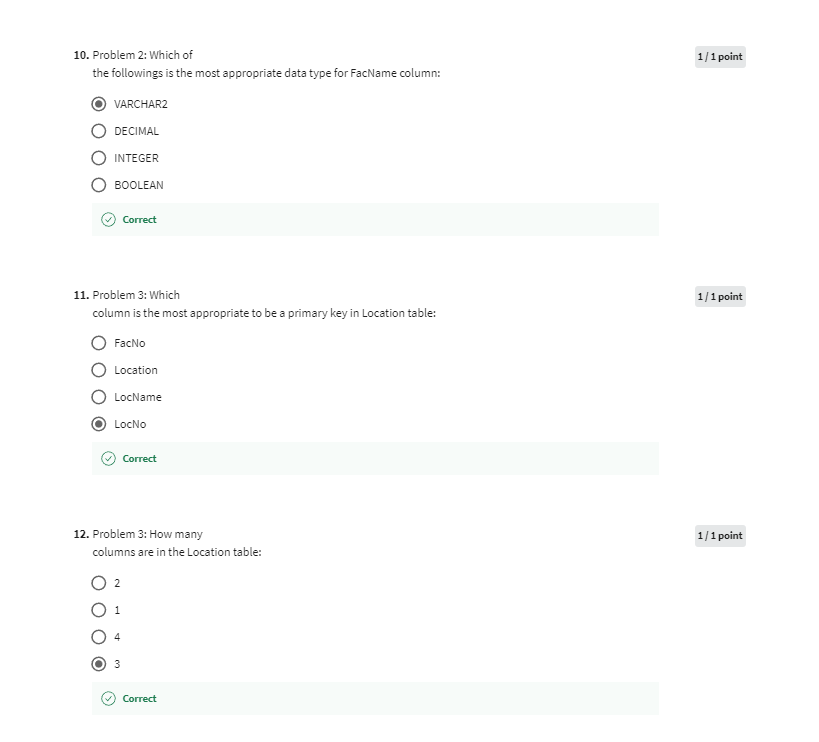 10. Problem 2: Which of
1 / 1 point
the followings is the most appropriate data type for FacName column:
VARCHAR2
DECIMAL
INTEGER
BOOLEAN
Correct
11. Problem 3: Which
1 / 1 point
column is the most appropriate to be a primary key in Location table:
FacNo
Location
LocName
LocNo
Correct
12. Problem 3: How many
1 / 1 point
columns are in the Location table:
2
1
4
3
Correct